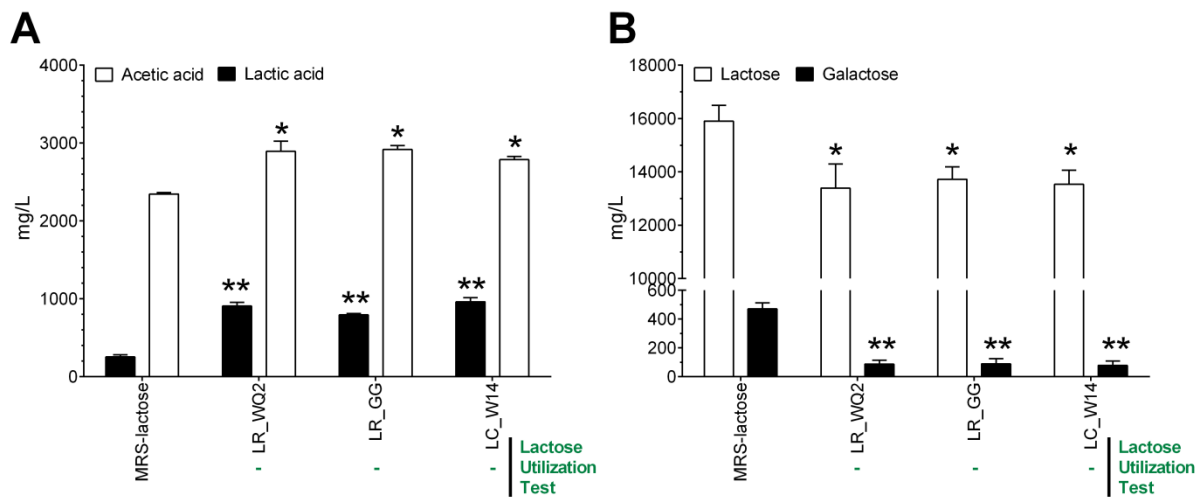 A
Acetic acid
Lactic acid
4000
3000
2000
1000
0
mg/L
*
*
*
**
**
**
MRS-lactose
LR_WQ2
LR_GG
LC_W14
-
-
-
Lactose
Utilization
Test
B
Lactose
Galactose
18000
16000
14000
12000
10000
600
400
200
0
mg/L
*
*
*
**
**
**
MRS-lactose
LR_WQ2
LR_GG
LC_W14
-
-
-
Lactose
Utilization
Test